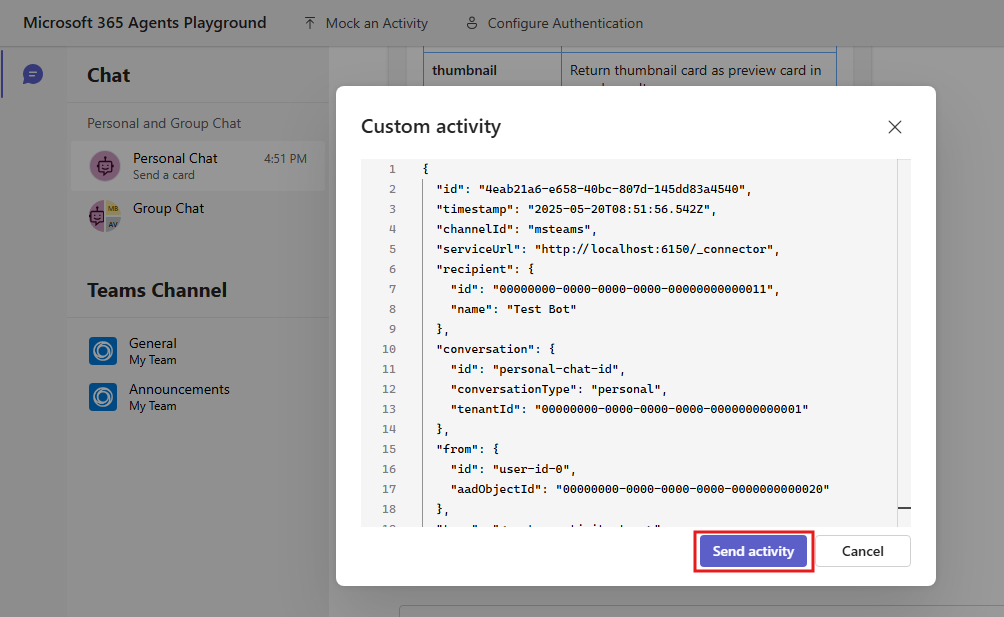 Microsoft 365 Agents Playground
Mock an Activity
Configure Authentication
Chat
Personal and Group Chat
Personal Chat
4:51 PM
Send a card
Group Chat
MB
AV
Teams Channel
General
My Team
Announcements
My Team
thumbnail
Return thumbnail card as preview card in
Custom activity
1 {
2 "id": "4eab21a6-e658-40bc-807d-145dd83a4540",
3 "timestamp": "2025-05-20T08:51:56.542Z",
4 "channelId": "msteams",
5 "serviceUrl": "http://localhost:6150/_connector",
6 "recipient": {
7 "id": "00000000-0000-0000-0000-00000000000011",
8 "name": "Test Bot"
9 },
10 "conversation": {
11 "id": "personal-chat-id",
12 "conversationType": "personal",
13 "tenantId": "00000000-0000-0000-0000-0000000000001"
14 },
15 "from": {
16 "id": "user-id-0",
17 "aadObjectId": "00000000-0000-0000-0000-0000000000020"
18 },
Send activity
Cancel